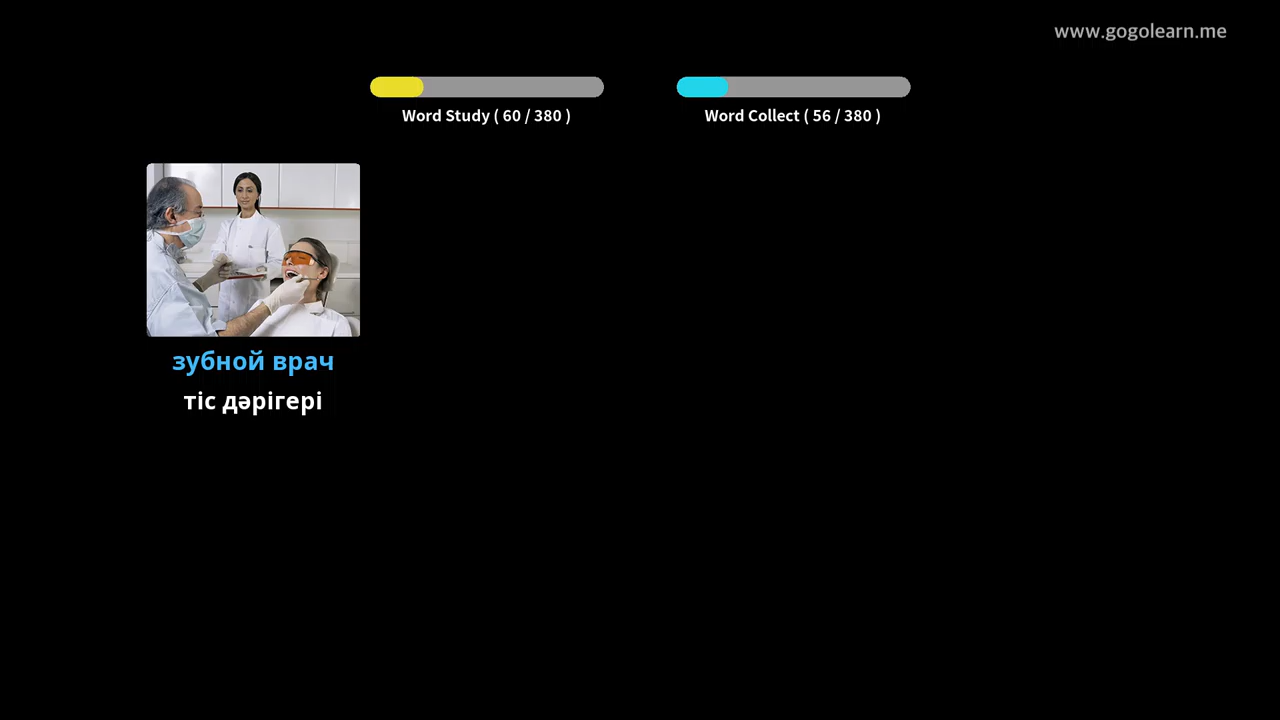 www.gogolearn.me
Word Study ( 60 / 380 )
Word Collect ( 56 / 380 )
зубной врач
тіс дәрігері